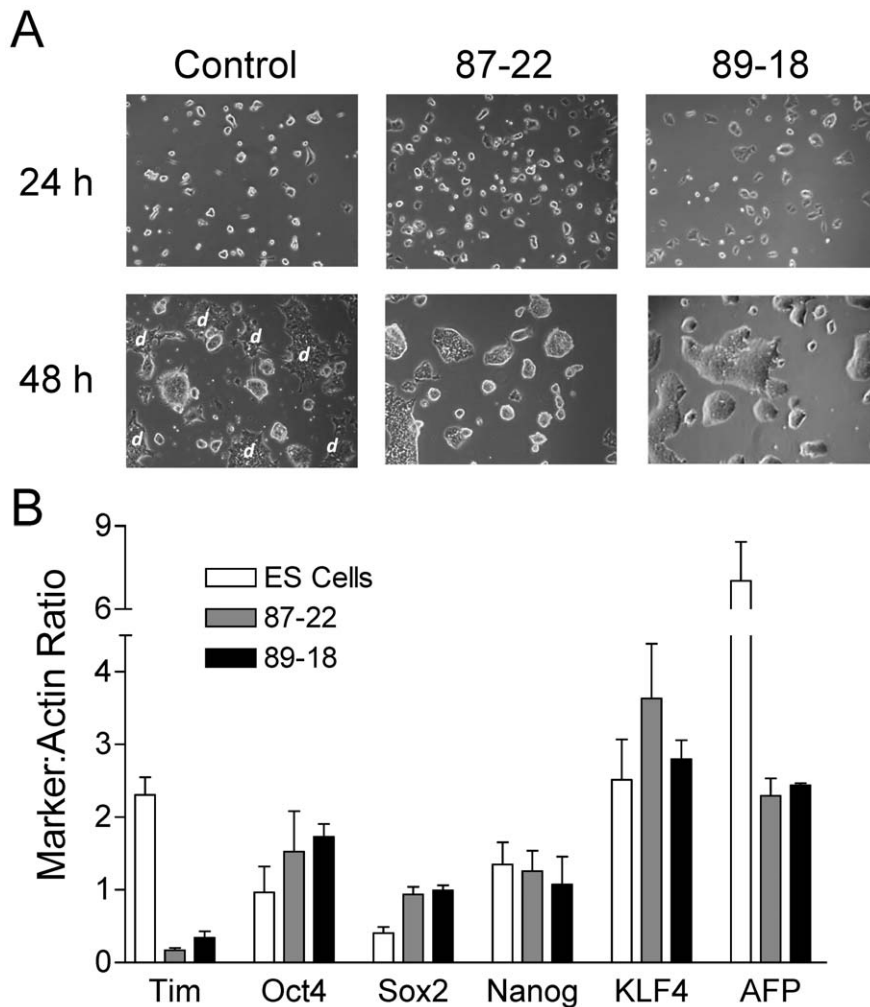 A
Control 87-22 89-18
24 h
48 h
d d d d d d d
B
Marker:Actin Ratio
9
6
4
3
2
1
0
ES Cells
87-22
89-18
Tim Oct4 Sox2 Nanog KLF4 AFP